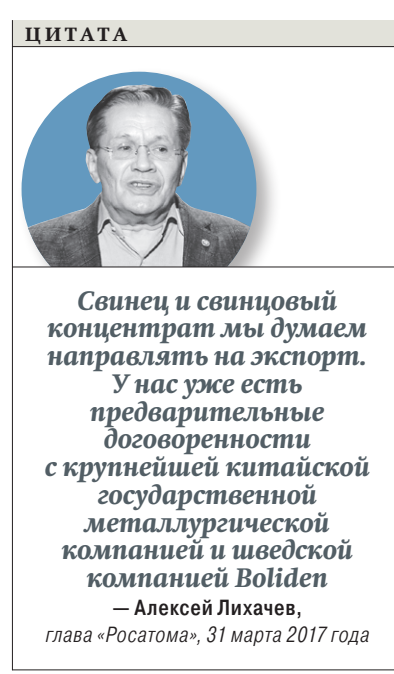 ЦИТАТА
Свинец и свинцовый
концентрат мы думаем
направлять на экспорт.
У нас уже есть
предварительные
договоренности
с крупнейшей китайской
государственной
металлургической
компанией и шведской
компанией Boliden
— Алексей Лихачев,
глава «Росатома», 31 марта 2017 года